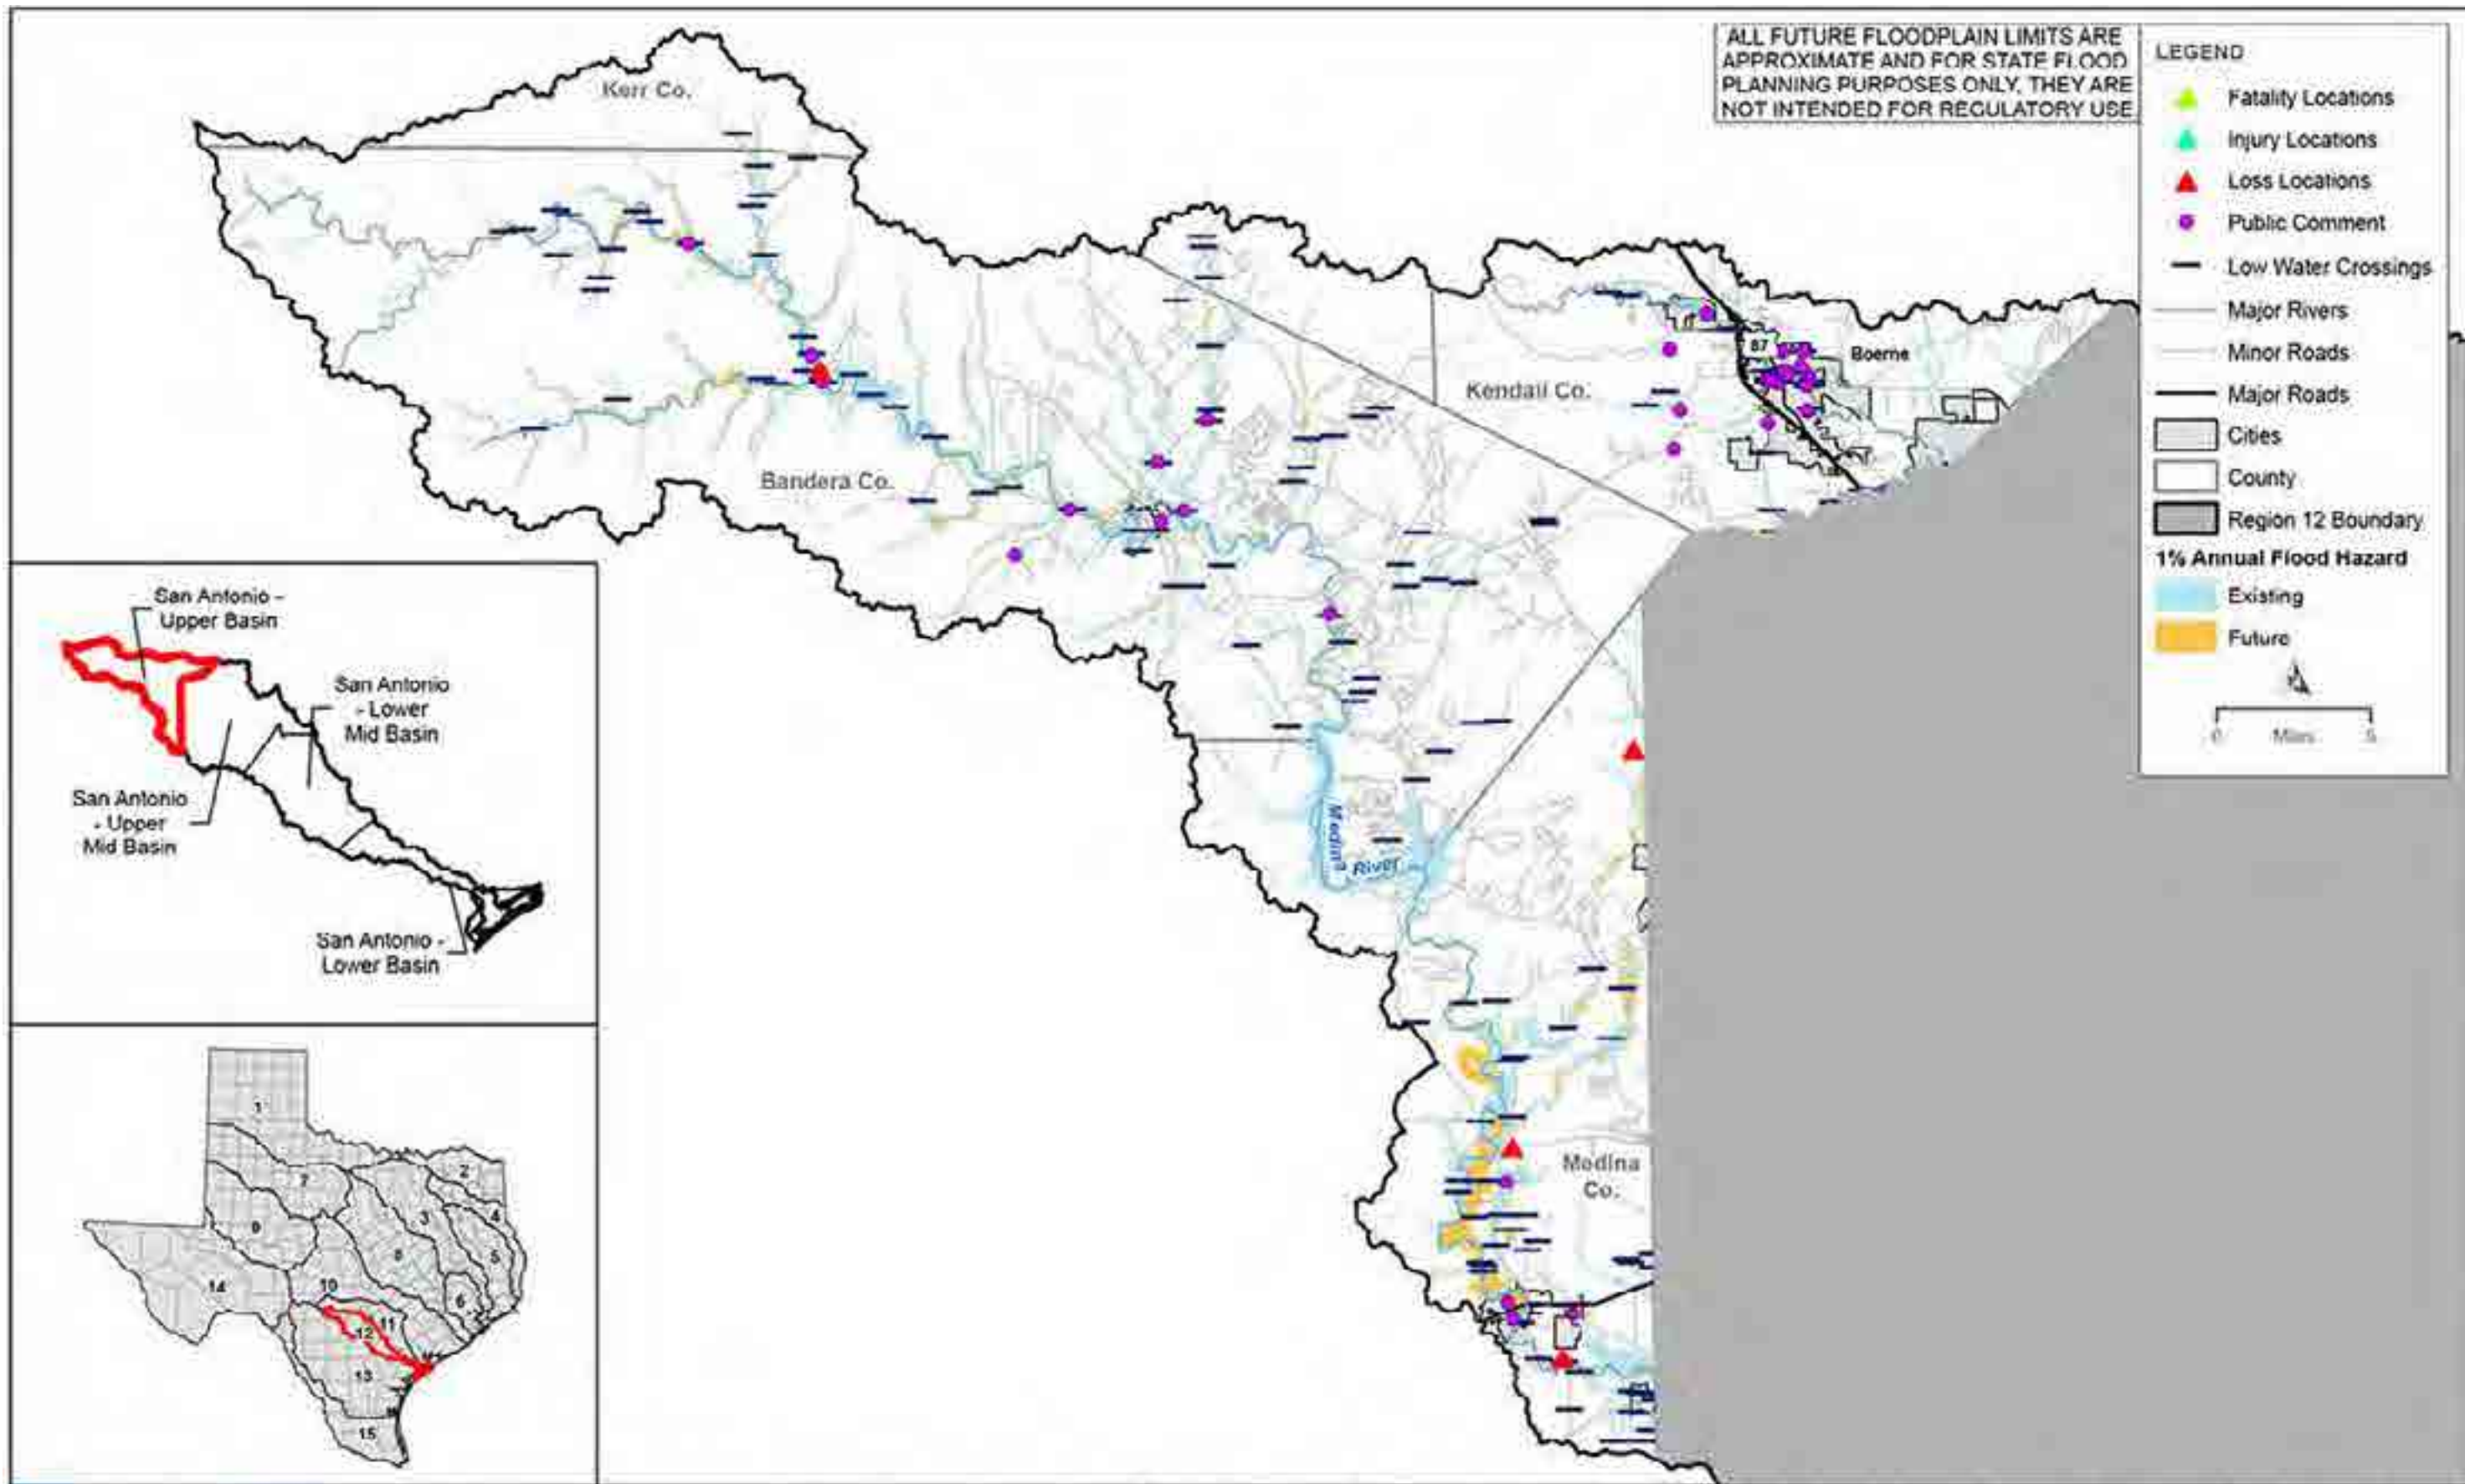 ALL FUTURE FLOODPLAIN LIMITS ARE
APPROXIMATE AND FOR STATE FLOOD
PLANNING PURPOSES ONLY, THEY ARE
NOT INTENDED FOR REGULATORY USE
LEGEND
Fatality Locations
Injury Locations
Loss Locations
Public Comment
Low Water Crossings
Major Rivers
Minor Roads
Major Roads
Cities
County
Region 12 Boundary
1% Annual Flood Hazard
Existing
Future
N
0 Miles 5
Kerr Co.
87
Boerne
Kendall Co.
Bandera Co.
Medina
River
Medina
Co.
San Antonio -
Upper Basin
San Antonio
- Lower
Mid Basin
San Antonio
- Upper
Mid Basin
San Antonio -
Lower Basin
1
2
7
3
4
9
8
5
14
10
6
11
12
13
15